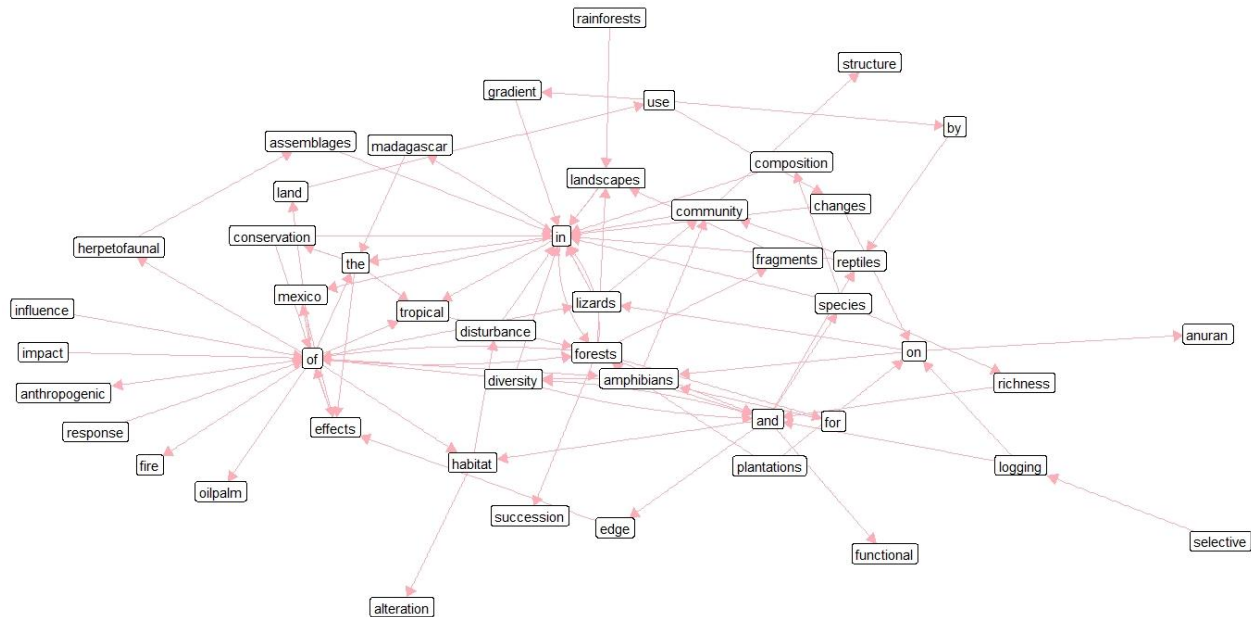 rainforests
structure
gradient
use
by
assemblages
madagascar
composition
landscapes
land
changes
community
conservation
in
herpetofaunal
the
fragments
reptiles
mexico
lizards
species
influence
tropical
disturbance
anuran
impact
of
forests
on
anthropogenic
diversity
amphibians
richness
response
effects
and
for
fire
habitat
plantations
logging
oilpalm
succession
edge
selective
functional
alteration